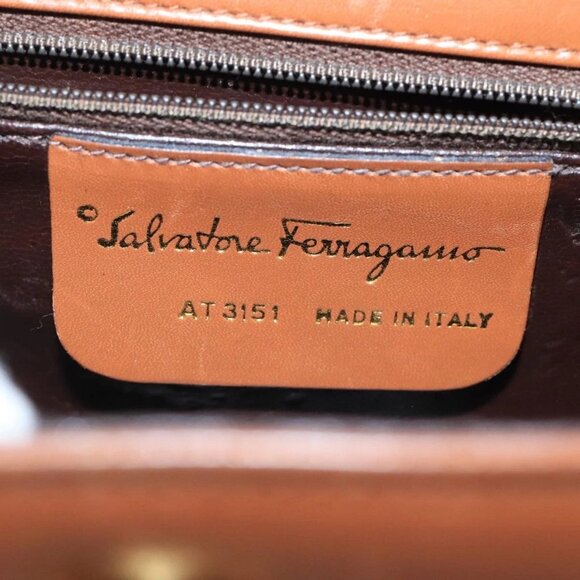 © Salvatore Ferragamo
AT 3151 MADE IN ITALY